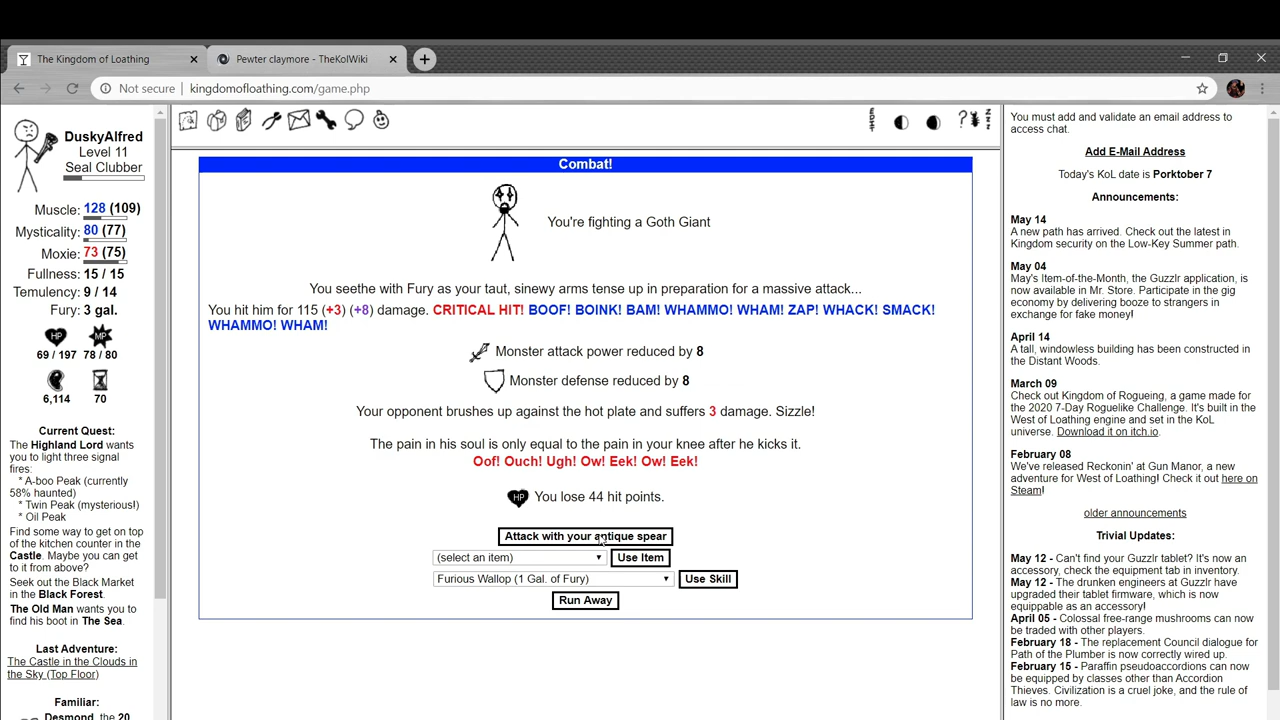 The Kingdom of Loathing
Pewter claymore - TheKolWiki
Not secure | kingdomofloathing.com/game.php
DuskyAlfred
Level 11
Seal Clubber
Muscle: 128 (109)
Mysticality: 80 (77)
Moxie: 73 (75)
Fullness: 15 / 15
Temulency: 9 / 14
Fury: 3 gal.
HP
MP
69 / 197 78 / 80
6,114 70
Current Quest:
The Highland Lord wants
you to light three signal
fires:
* A-boo Peak (currently
58% haunted)
* Twin Peak (mysterious!)
* Oil Peak
Find some way to get on top
of the kitchen counter in the
Castle. Maybe you can get
to it from above?
Seek out the Black Market
in the Black Forest.
The Old Man wants you to
find his boot in The Sea.
Last Adventure:
The Castle in the Clouds in
the Sky (Top Floor)
Familiar:
Desmond, the 20
EDIT
Combat!
You're fighting a Goth Giant
You seethe with Fury as your taut, sinewy arms tense up in preparation for a massive attack...
You hit him for 115 (+3) (+8) damage. CRITICAL HIT! BOOF! BOINK! BAM! WHAMMO! WHAM! ZAP! WHACK! SMACK!
WHAMMO! WHAM!
Monster attack power reduced by 8
Monster defense reduced by 8
Your opponent brushes up against the hot plate and suffers 3 damage. Sizzle!
The pain in his soul is only equal to the pain in your knee after he kicks it.
Oof! Ouch! Ugh! Ow! Eek! Ow! Eek!
HP You lose 44 hit points.
Attack with your antique spear
(select an item) Use Item
Furious Wallop (1 Gal. of Fury) Use Skill
Run Away
You must add and validate an email address to
access chat.
Add E-Mail Address
Today's KoL date is Porktober 7
Announcements:
May 14
A new path has arrived. Check out the latest in
Kingdom security on the Low-Key Summer path.
May 04
May's Item-of-the-Month, the Guzzlr application, is
now available in Mr. Store. Participate in the gig
economy by delivering booze to strangers in
exchange for fake money!
April 14
A tall, windowless building has been constructed in
the Distant Woods.
March 09
Check out Kingdom of Rogueing, a game made for
the 2020 7-Day Roguelike Challenge. It's built in the
West of Loathing engine and set in the KoL
universe. Download it on itch.io.
February 08
We've released Reckonin' at Gun Manor, a new
adventure for West of Loathing! Check it out here on
Steam!
older announcements
Trivial Updates:
May 12 - Can't find your Guzzlr tablet? It's now an
accessory, check the equipment tab in inventory.
May 12 - The drunken engineers at Guzzlr have
upgraded their tablet firmware, which is now
equippable as an accessory!
April 05 - Colossal free-range mushrooms can now
be traded with other players.
February 18 - The replacement Council dialogue for
Path of the Plumber is now correctly wired up.
February 15 - Paraffin pseudoaccordions can now
be equipped by classes other than Accordion
Thieves. Civilization is a cruel joke, and the rule of
law is no more.